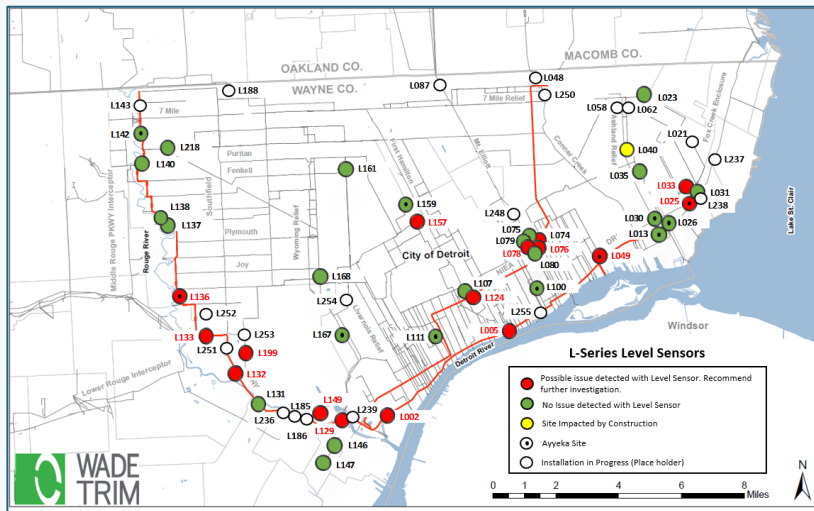 OAKLAND CO.
MACOMB CO.
WAYNE CO.
L188
L087
L048
L143
7 Mile
7 Mile Relief
L250
L058
L062
L023
Fox Creek Enclosure
L142
L218
L021
L040
Ashland Relief
Puritan
First Hamilton
Mt. Elliott
Conner Creek
L140
Fenkell
L161
L237
L035
Middle Rouge PKWY Interceptor
Southfield
Wyoming Relief
L033
L031
L025
L238
L138
L159
L248
L030
L026
L137
L157
L075
L074
L013
Rouge River
Plymouth
L079
L076
L078
City of Detroit
DR
L049
Lake St. Clair
Joy
L080
NIEA
L168
L107
L100
L136
L254
L124
L252
L255
Liverpole Relief
L133
L253
L167
L111
L005
Windsor
L251
L199
Detroit River
Lower Rouge Interceptor
L132
L131
L149
L185
L239
L002
L236
L186
L129
L146
L147
L-Series Level Sensors
Possible issue detected with Level Sensor. Recommend
further investigation.
No Issue detected with Level Sensor
Site Impacted by Construction
Ayyeka Site
Installation in Progress (Place holder)
WADE
TRIM
N
0 2 4 6 8
Miles